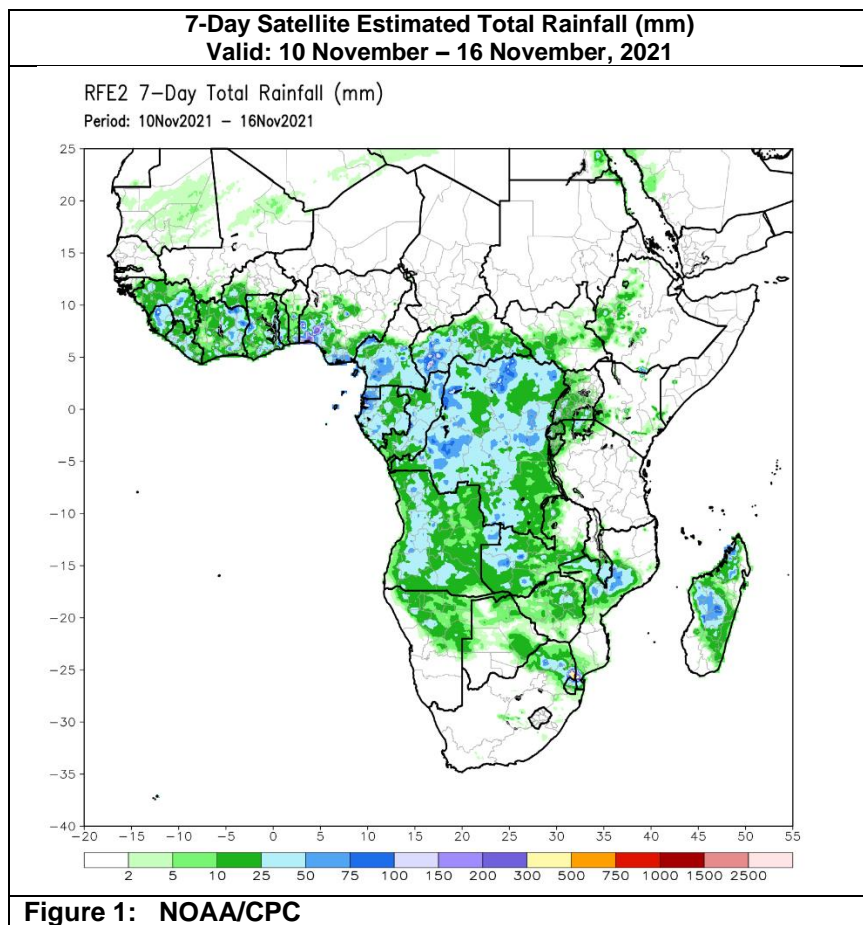 7-Day Satellite Estimated Total Rainfall (mm)
Valid: 10 November – 16 November, 2021
RFE2 7-Day Total Rainfall (mm)
Period: 10Nov2021 – 16Nov2021
25
20
15
10
5
0
−5
−10
−15
−20
−25
−30
−35
−40
−20 −15 −10 −5 0 5 10 15 20 25 30 35 40 45 50 55
2 5 10 25 50 75 100 150 200 300 500 750 1000 1500 2500
Figure 1: NOAA/CPC